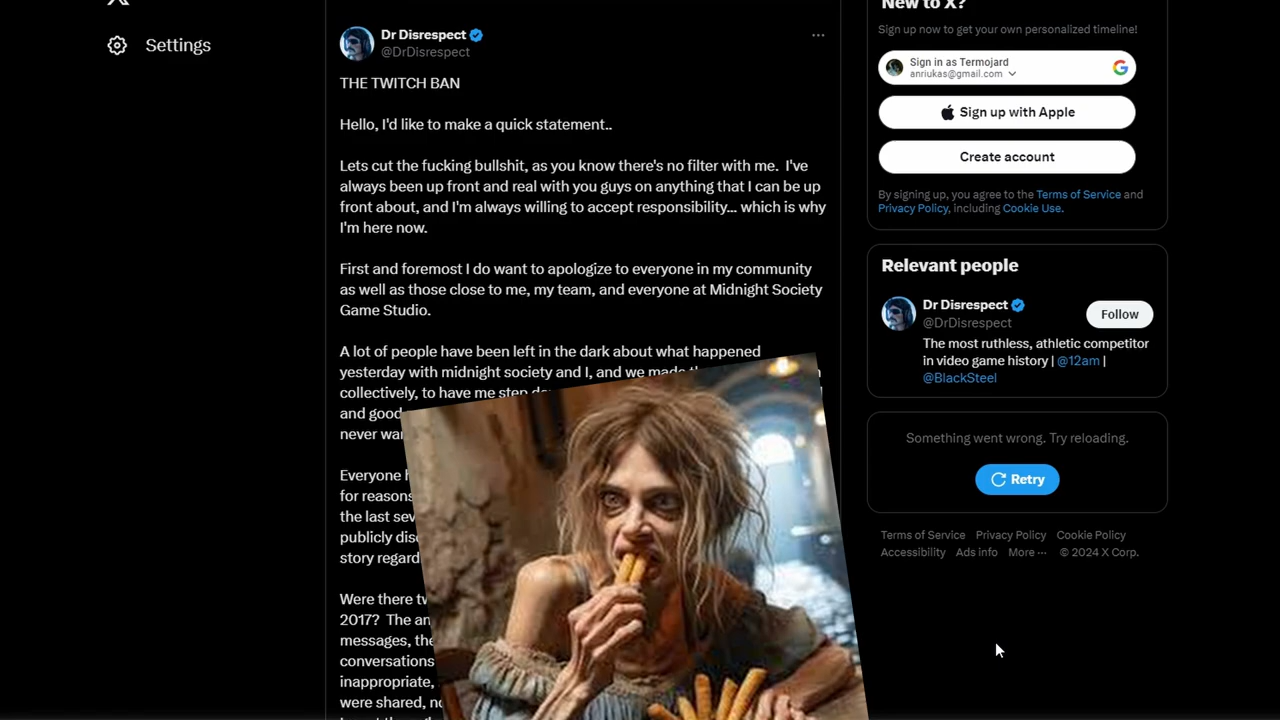 Settings
Dr Disrespect
@DrDisrespect
THE TWITCH BAN
Hello, I'd like to make a quick statement..
Lets cut the fucking bullshit, as you know there's no filter with me. I've
always been up front and real with you guys on anything that I can be up
front about, and I'm always willing to accept responsibility... which is why
I'm here now.
First and foremost I do want to apologize to everyone in my community
as well as those close to me, my team, and everyone at Midnight Society
Game Studio.
A lot of people have been left in the dark about what happened
yesterday with midnight society and I, and we made
collectively, to have me step
and good
never
Everyone
for reasons
the last
publicly
story
Were there
2017? The
messages,
conversations
inappropriate,
were shared,
New to X?
Sign up now to get your own personalized timeline!
Sign in as Termojard
anriukas@gmail.com
Sign up with Apple
Create account
By signing up, you agree to the Terms of Service and
Privacy Policy, including Cookie Use.
Relevant people
Dr Disrespect
@DrDisrespect
Follow
The most ruthless, athletic competitor
in video game history | @12am |
@BlackSteel
Something went wrong. Try reloading.
Retry
Terms of Service Privacy Policy Cookie Policy
Accessibility Ads info More ··· © 2024 X Corp.